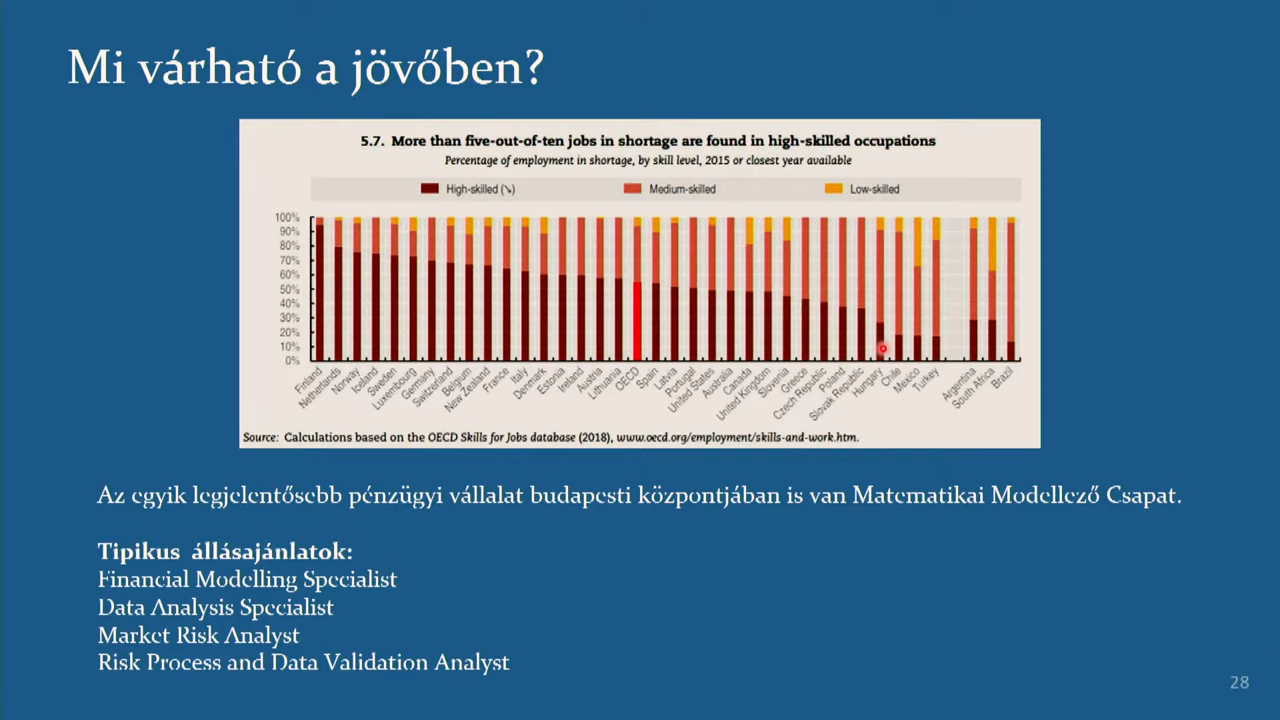 Mi várható a jövőben?
5.7. More than five-out-of-ten jobs in shortage are found in high-skilled occupations
Percentage of employment in shortage, by skill level, 2015 or closest year available
High-skilled (↘) Medium-skilled Low-skilled
100%
90%
80%
70%
60%
50%
40%
30%
20%
10%
0%
Finland
Netherlands
Norway
Iceland
Sweden
Luxembourg
Germany
Switzerland
Belgium
New Zealand
France
Italy
Denmark
Estonia
Ireland
Austria
Lithuania
OECD
Spain
Latvia
Portugal
United States
Australia
Canada
United Kingdom
Slovenia
Greece
Czech Republic
Poland
Slovak Republic
Hungary
Chile
Mexico
Turkey
Argentina
South Africa
Brazil
Source: Calculations based on the OECD Skills for Jobs database (2018), www.oecd.org/employment/skills-and-work.htm.
Az egyik legjelentősebb pénzügyi vállalat budapesti központjában is van Matematikai Modellező Csapat.
Tipikus állásajánlatok:
Financial Modelling Specialist
Data Analysis Specialist
Market Risk Analyst
Risk Process and Data Validation Analyst
28